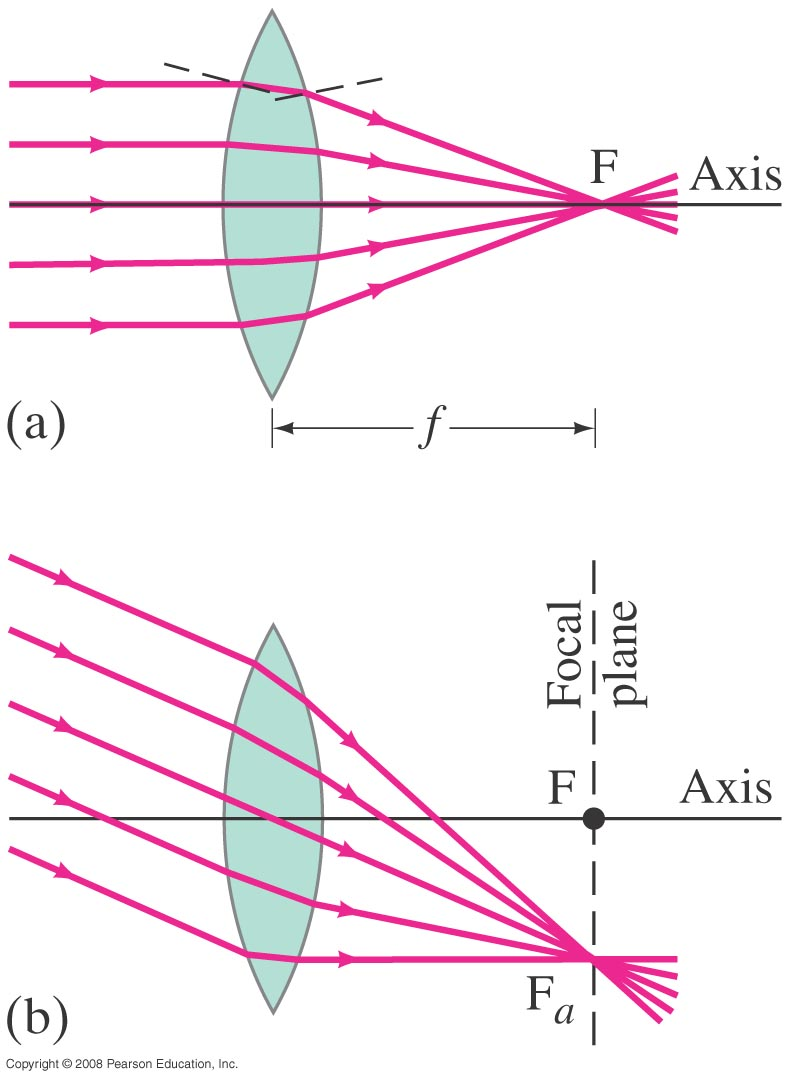 F
Axis
(a)
f
Focal
plane
F
Axis
Fa
(b)
Copyright © 2008 Pearson Education, Inc.